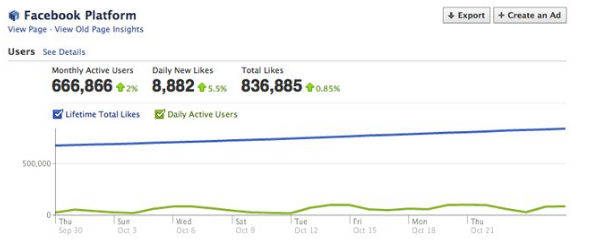 Facebook Platform
Export
+ Create an Ad
View Page · View Old Page Insights
Users See Details
Monthly Active Users Daily New Likes Total Likes
666,866 2% 8,882 5.5% 836,885 0.85%
Lifetime Total Likes Daily Active Users
500,000
0
Thu Sun Wed Sat Tue Fri Mon Thu
Sep 30 Oct 3 Oct 6 Oct 9 Oct 12 Oct 15 Oct 18 Oct 21